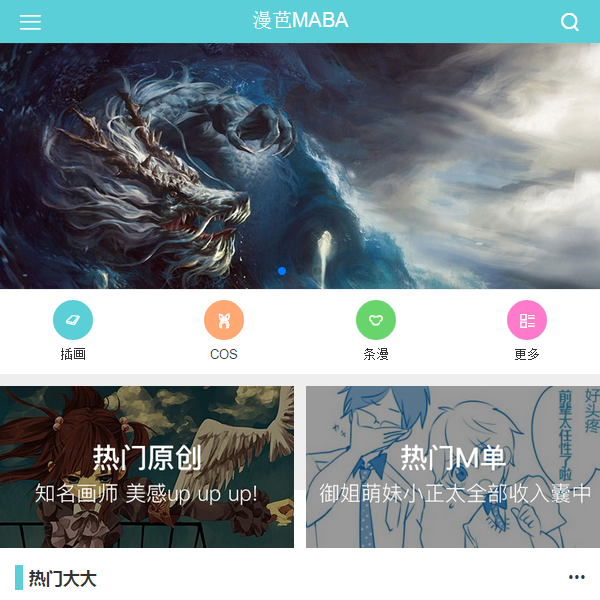 漫芭MABA
插画
COS
条漫
更多
热门原创
知名画师 美感up up up!
好头疼
前辈太任性了啦
热门M单
御姐萌妹小正太全部收入囊中
热门大大